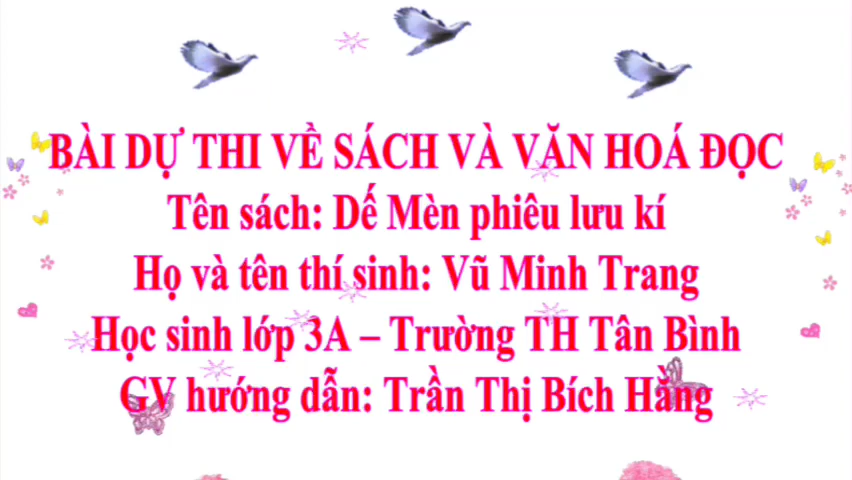 BÀI DỰ THI VỀ SÁCH VÀ VĂN HOÁ ĐỌC
Tên sách: Dế Mèn phiêu lưu kí
Họ và tên thí sinh: Vũ Minh Trang
Học sinh lớp 3A – Trường TH Tân Bình
GV hướng dẫn: Trần Thị Bích Hằng